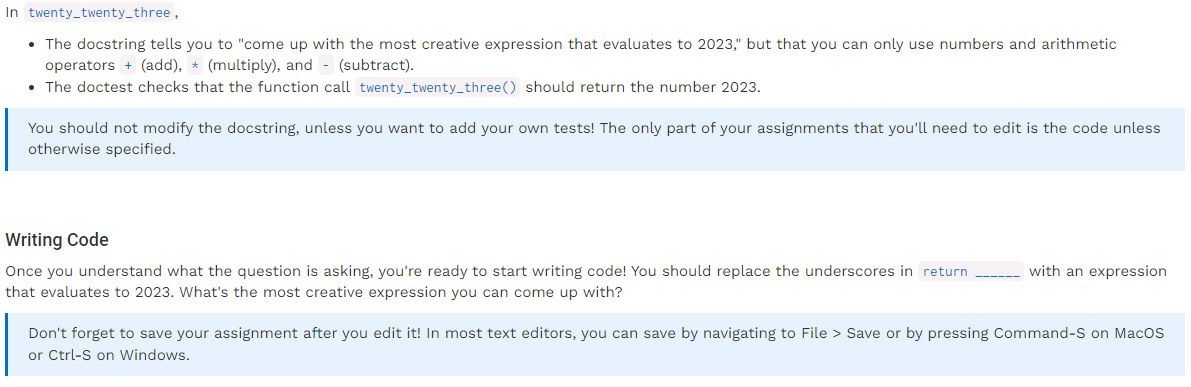 In twenty_twenty_three,
• The docstring tells you to "come up with the most creative expression that evaluates to 2023," but that you can only use numbers and arithmetic
operators + (add), * (multiply), and - (subtract).
• The doctest checks that the function call twenty_twenty_three() should return the number 2023.
You should not modify the docstring, unless you want to add your own tests! The only part of your assignments that you'll need to edit is the code unless
otherwise specified.
Writing Code
Once you understand what the question is asking, you're ready to start writing code! You should replace the underscores in return ______ with an expression
that evaluates to 2023. What's the most creative expression you can come up with?
Don't forget to save your assignment after you edit it! In most text editors, you can save by navigating to File > Save or by pressing Command-S on MacOS
or Ctrl-S on Windows.